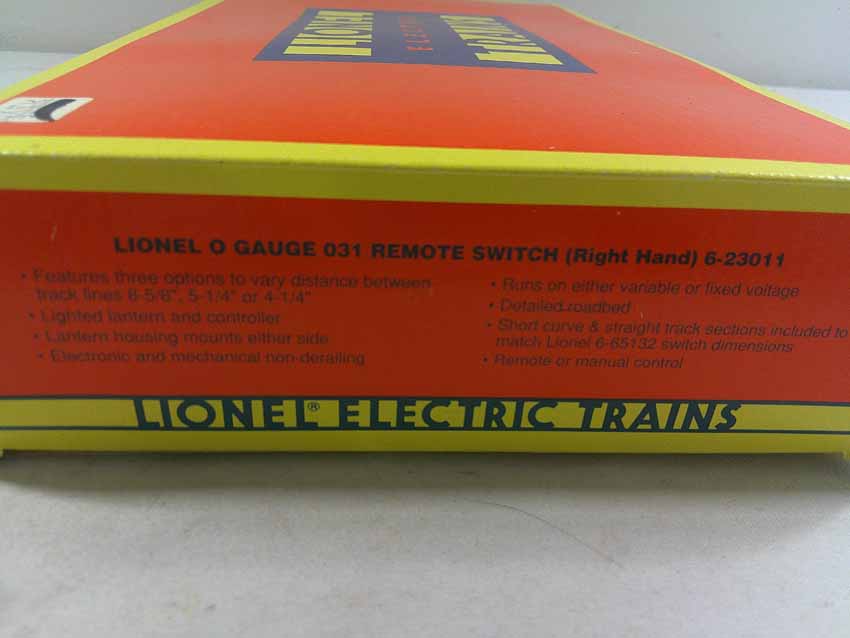 LIONEL
ELECTRIC
TRAINS
LIONEL O GAUGE 031 REMOTE SWITCH (Right Hand) 6-23011
• Features three options to vary distance between
track lines 6-5/8", 5-1/4" or 4-1/4"
• Lighted lantern and controller
• Lantern housing mounts either side
• Electronic and mechanical non-derailing
• Runs on either variable or fixed voltage
• Detailed roadbed
• Short curve & straight track sections included to
match Lionel 6-65132 switch dimensions
• Remote or manual control
LIONEL® ELECTRIC TRAINS